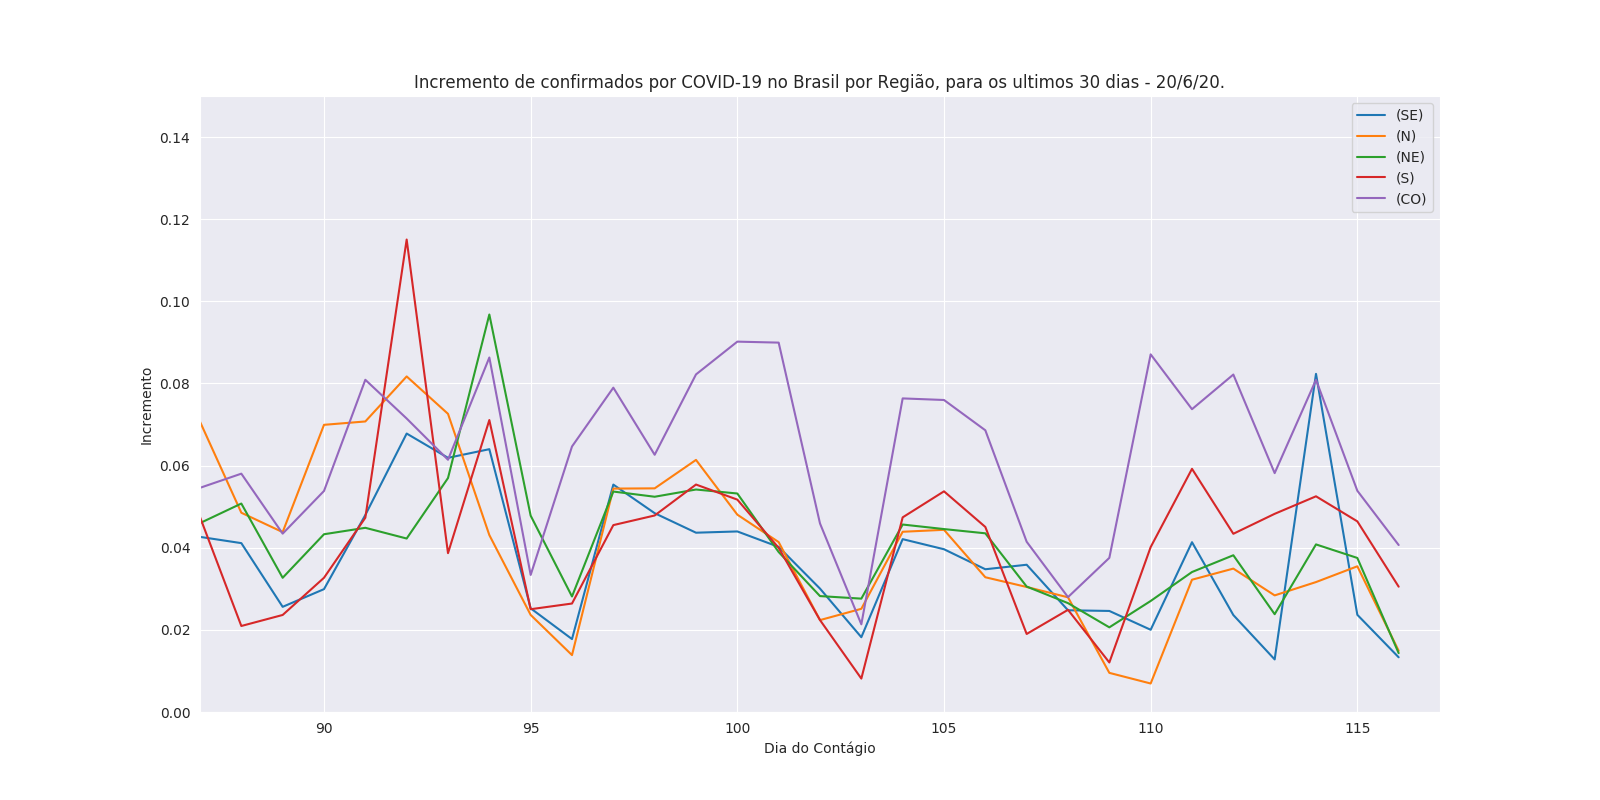 Incremento de confirmados por COVID-19 no Brasil por Região, para os ultimos 30 dias - 20/6/20.
(SE)
(N)
(NE)
(S)
(CO)
Incremento
0.14
0.12
0.10
0.08
0.06
0.04
0.02
0.00
90 95 100 105 110 115
Dia do Contágio